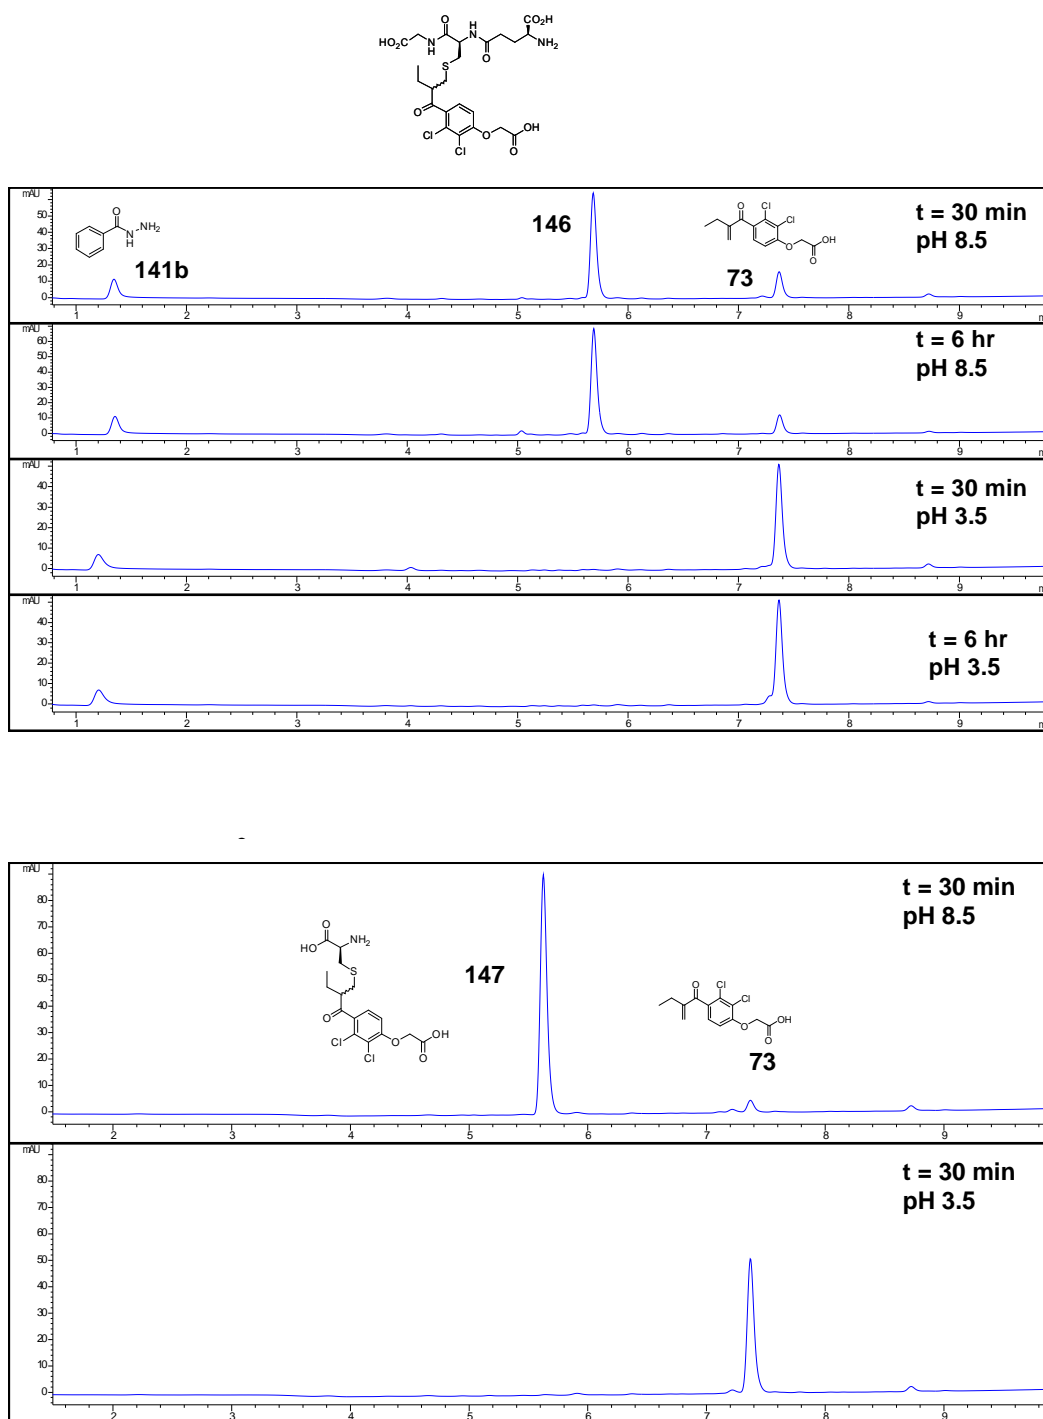 CO₂H
O H
HO₂C N N NH₂
H O
S
CH₃
O
Cl O OH
Cl O
mAU
O
NH₂
N
H
141b
146
O Cl
Cl
CH₃
O OH
O
73
t = 30 min
pH 8.5
50
40
30
20
10
0
1 2 3 4 5 6 7 8 9
mAU
t = 6 hr
pH 8.5
60
50
40
30
20
10
0
1 2 3 4 5 6 7 8 9
mAU
t = 30 min
pH 3.5
40
30
20
10
0
1 2 3 4 5 6 7 8 9
mAU
t = 6 hr
pH 3.5
40
30
20
10
0
1 2 3 4 5 6 7 8 9
mAU
t = 30 min
pH 8.5
80
70
60
50
40
30
20
10
0
O
HO NH₂
S
CH₃
O
Cl O OH
Cl O
147
O Cl
Cl
CH₃
O OH
O
73
2 3 4 5 6 7 8 9
mAU
t = 30 min
pH 3.5
80
70
60
50
40
30
20
10
0
2 3 4 5 6 7 8 9